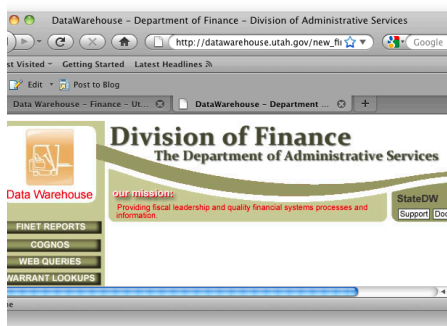 DataWarehouse – Department of Finance – Division of Administrative Services
http://datawarehouse.utah.gov/new_fi
Google
st Visited Getting Started Latest Headlines
Edit Post to Blog
Data Warehouse – Finance – Ut...
DataWarehouse – Department ...
Division of Finance
The Department of Administrative Services
Data Warehouse
our mission:
Providing fiscal leadership and quality financial systems processes and
information.
StateDW
Support Doc
FINET REPORTS
COGNOS
WEB QUERIES
WARRANT LOOKUPS
ne